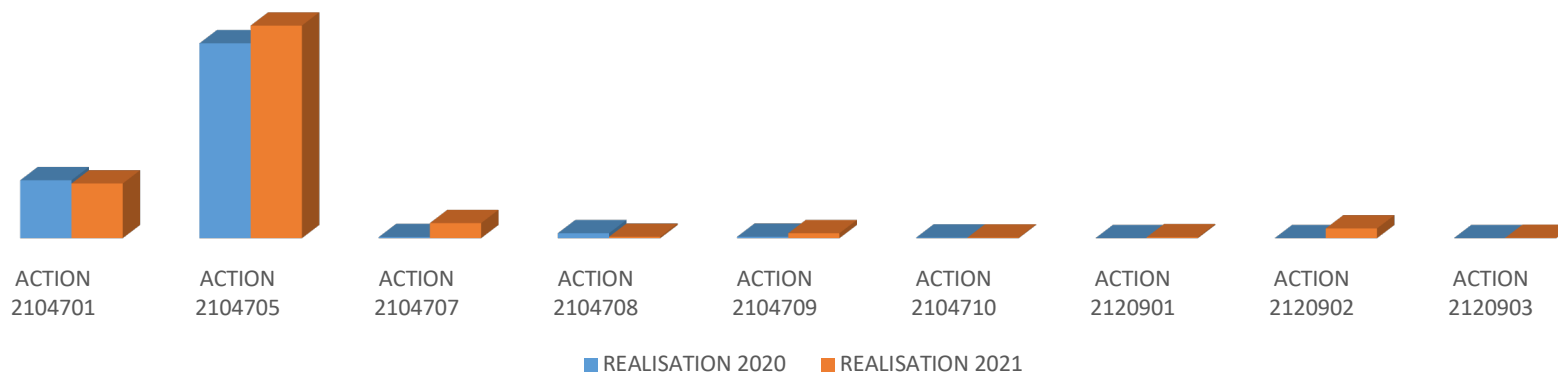 ACTION 2104701
ACTION 2104705
ACTION 2104707
ACTION 2104708
ACTION 2104709
ACTION 2104710
ACTION 2120901
ACTION 2120902
ACTION 2120903
REALISATION 2020
REALISATION 2021